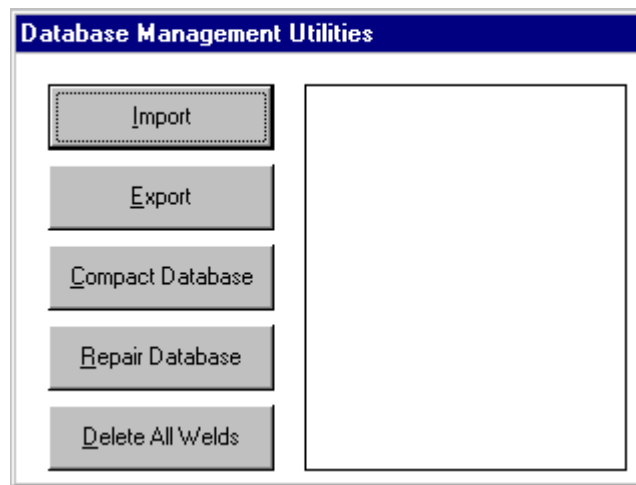 Database Management Utilities
Import
Export
Compact Database
Repair Database
Delete All Welds